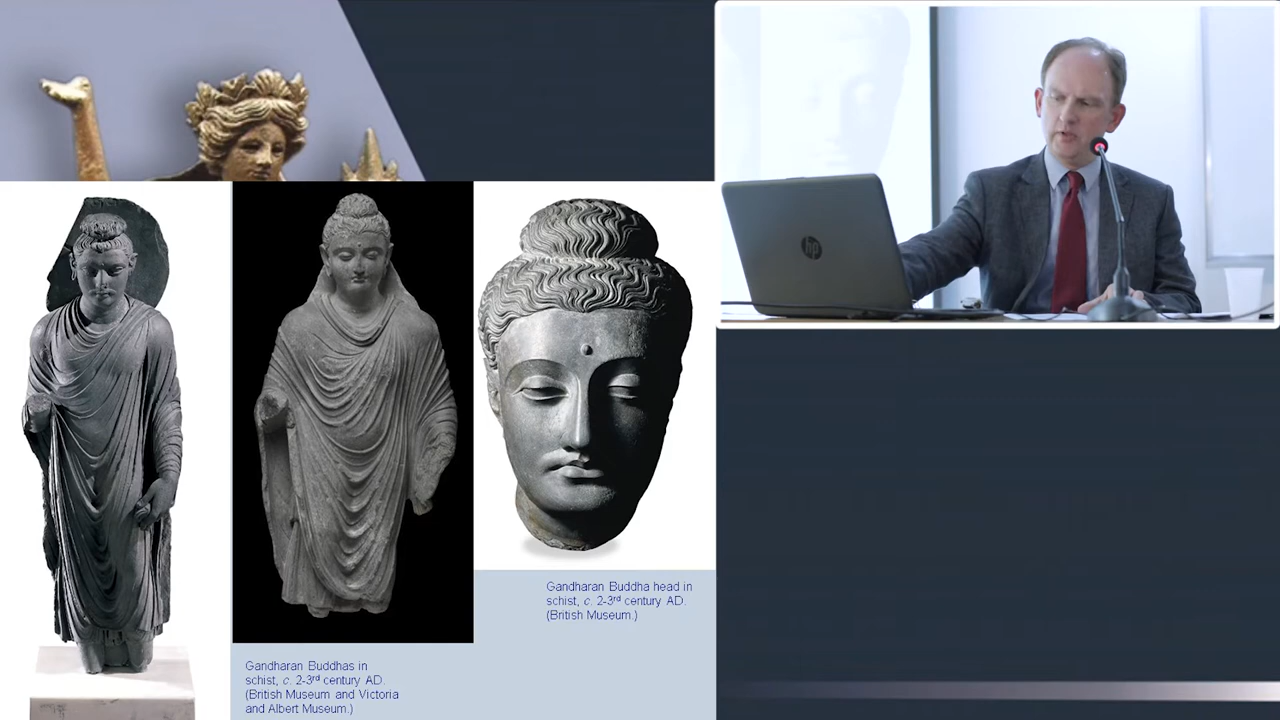 hp
Gandharan Buddha head in
schist, c. 2-3rd century AD.
(British Museum.)
Gandharan Buddhas in
schist, c. 2-3rd century AD.
(British Museum and Victoria
and Albert Museum.)